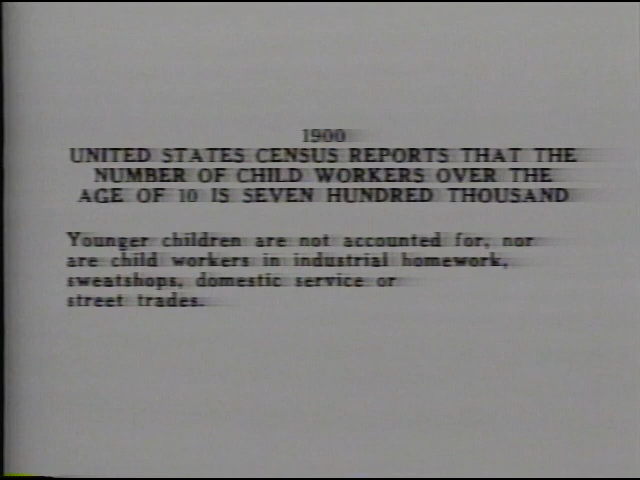 1900
UNITED STATES CENSUS REPORTS THAT THE
NUMBER OF CHILD WORKERS OVER THE
AGE OF 10 IS SEVEN HUNDRED THOUSAND
Younger children are not accounted for, nor
are child workers in industrial homework,
sweatshops, domestic service or
street trades.